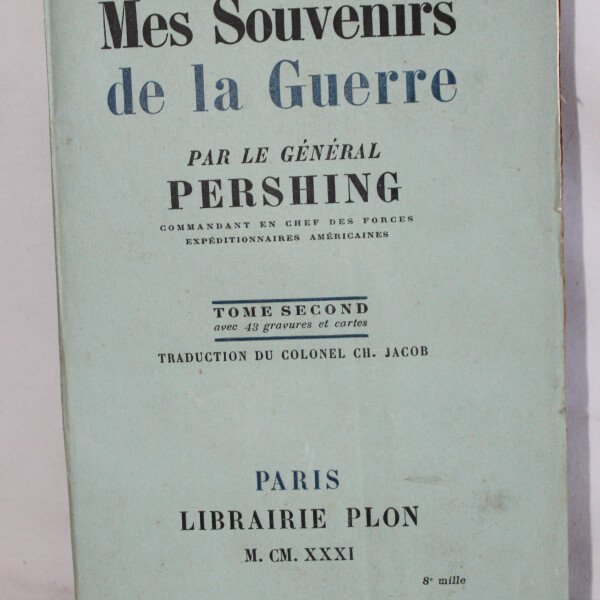 Mes Souvenirs
de la Guerre
PAR LE GÉNÉRAL
PERSHING
COMMANDANT EN CHEF DES FORCES
EXPÉDITIONNAIRES AMÉRICAINES
TOME SECOND
avec 43 gravures et cartes
TRADUCTION DU COLONEL CH. JACOB
PARIS
LIBRAIRIE PLON
M. CM. XXXI
8e mille